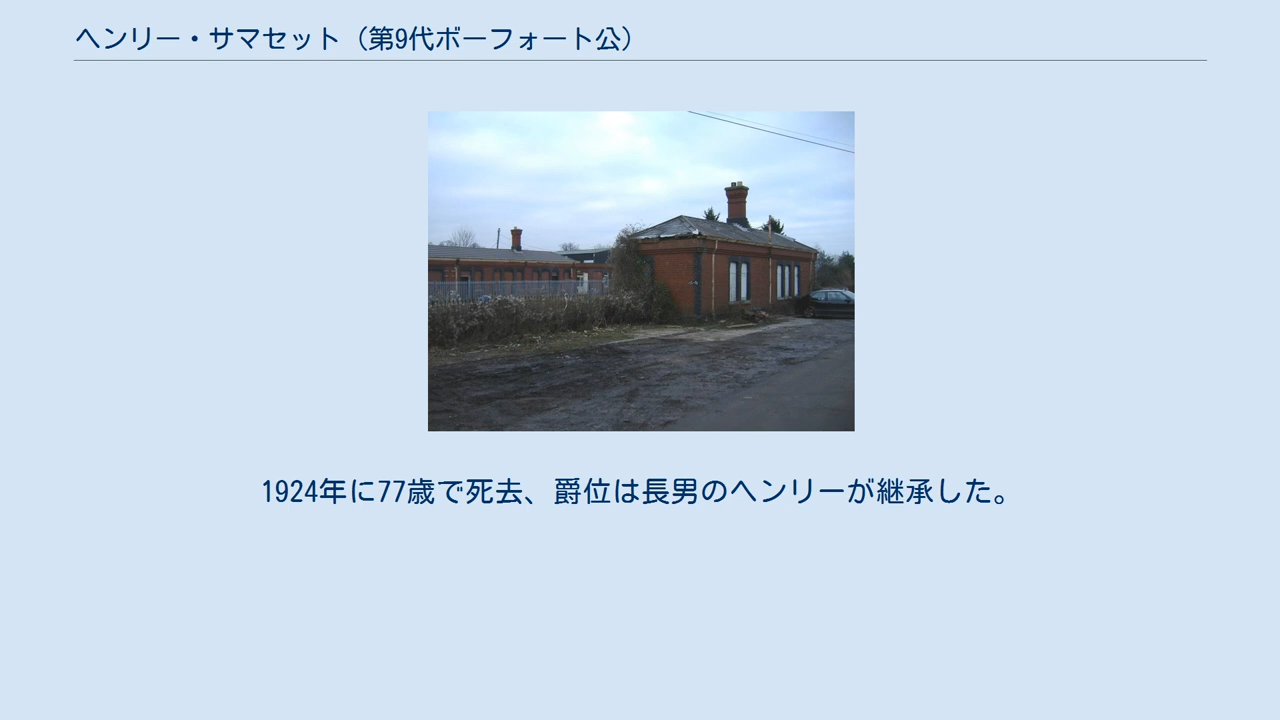 ヘンリー・サマセット（第9代ボーフォート公）
1924年に77歳で死去、爵位は長男のヘンリーが継承した。